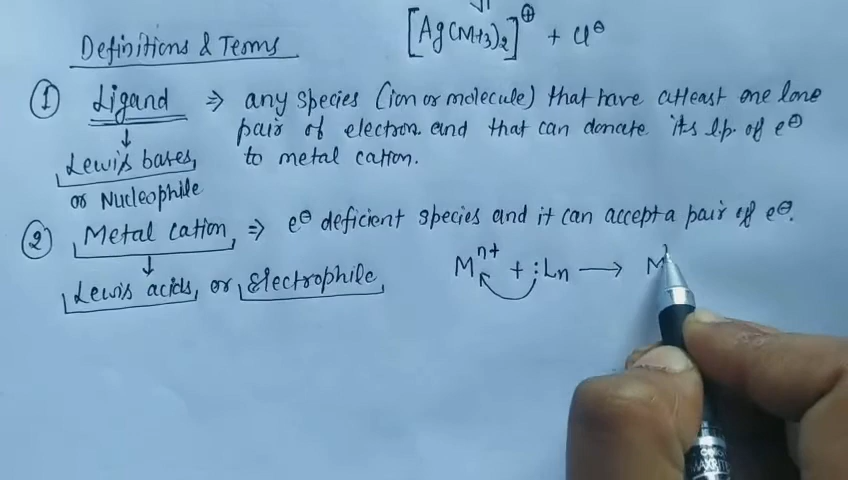 [Ag(NH3)2]⊕ + Cl⊖
Definitions & Terms
① Ligand ⇒ any species (ion or molecule) that have atleast one lone
pair of electron and that can donate its l.p. of e⊖
to metal cation.
↓
Lewis bases,
or Nucleophile
② Metal cation, ⇒ e⊖ deficient species and it can accept a pair of e⊖.
↓
Lewis acids, or Electrophile
Mⁿ⁺ + :Ln ⟶ M